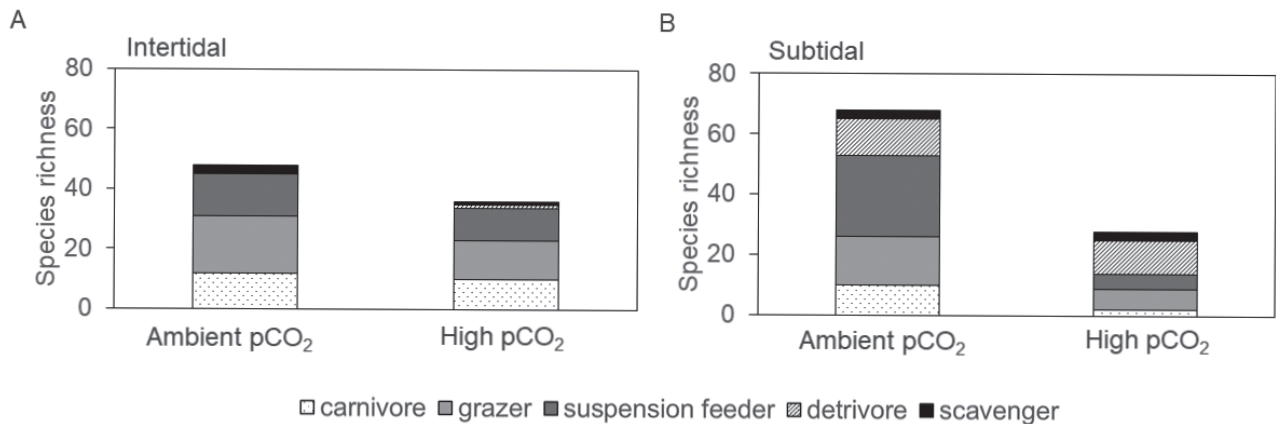 A
Intertidal
Species richness
80
60
40
20
0
Ambient pCO₂
High pCO₂
B
Subtidal
Species richness
80
60
40
20
0
Ambient pCO₂
High pCO₂
carnivore grazer suspension feeder detrivore scavenger